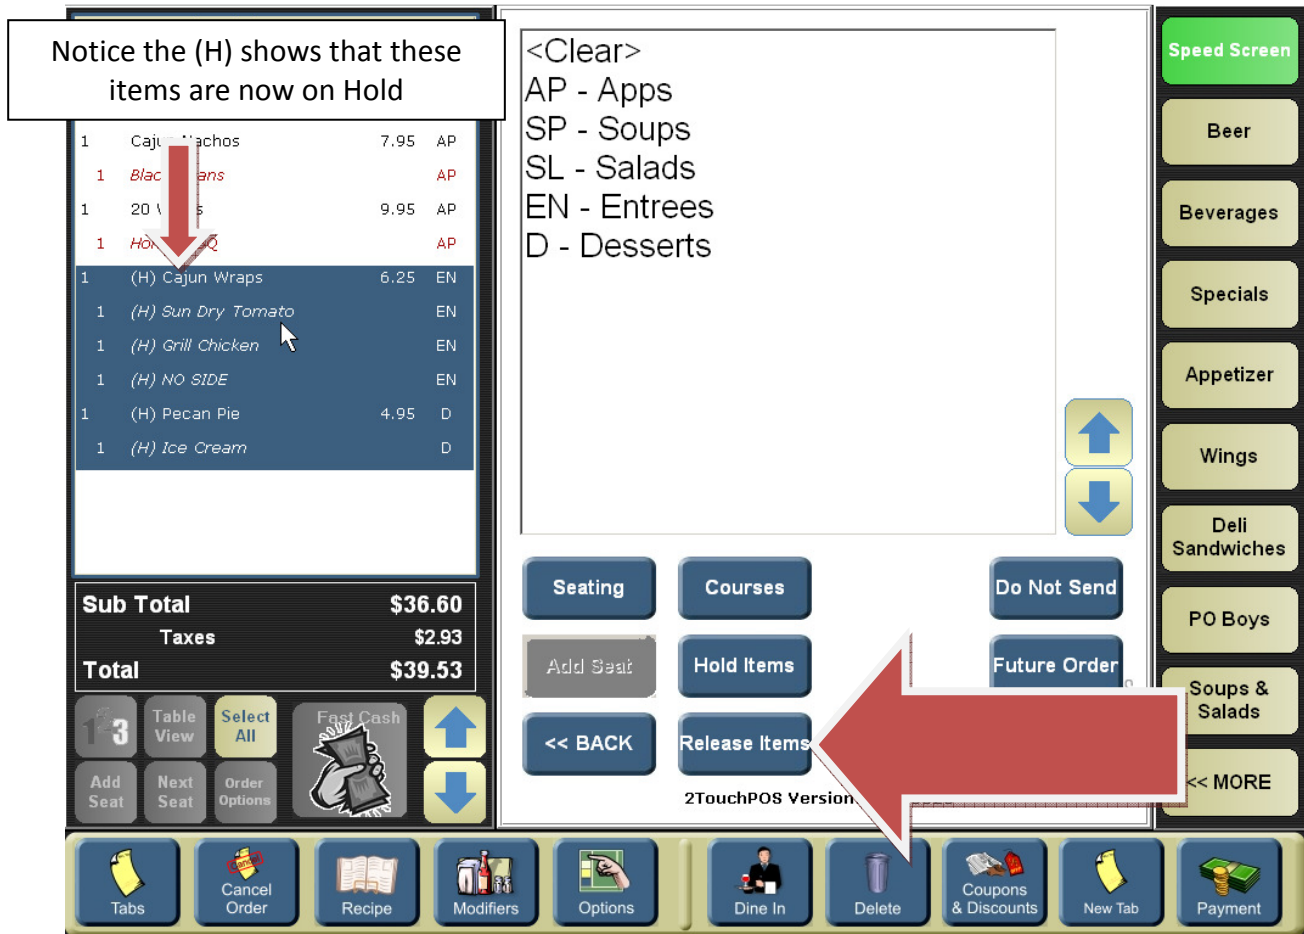 Notice the (H) shows that these
items are now on Hold
1 Cajun Nachos 7.95 AP
1 AP
1 20 9.95 AP
1 AP
1 (H) Cajun Wraps 6.25 EN
1 (H) Sun Dry Tomato EN
1 (H) Grill Chicken EN
1 (H) NO SIDE EN
1 (H) Pecan Pie 4.95 D
1 (H) Ice Cream D
Sub Total $36.60
Taxes $2.93
Total $39.53
123
Table
View
Select
All
Fast Cash
Add
Seat
Next
Seat
Order
Options
<Clear>
AP - Apps
SP - Soups
SL - Salads
EN - Entrees
D - Desserts
Seating
Courses
Do Not Send
Add Seat
Hold Items
Future Order
<< BACK
Release Items
2TouchPOS Version
Speed Screen
Beer
Beverages
Specials
Appetizer
Wings
Deli
Sandwiches
PO Boys
Soups &
Salads
<< MORE
Tabs
Cancel
Cancel
Order
Recipe
Modifiers
Options
Dine In
Delete
Coupons
& Discounts
New Tab
Payment